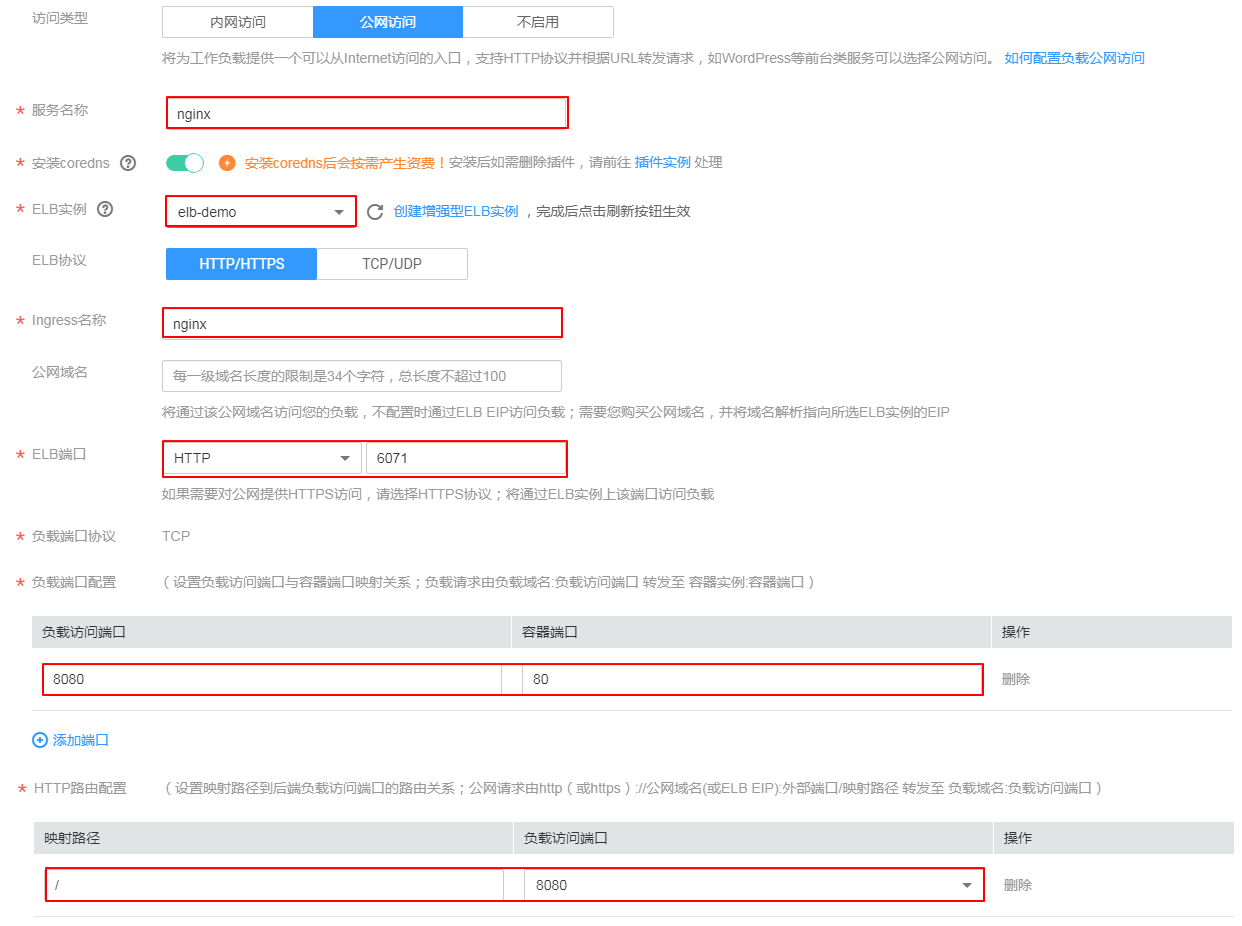 访问类型 内网访问 公网访问 不启用
将为工作负载提供一个可以从Internet访问的入口，支持HTTP协议并根据URL转发请求，如WordPress等前台类服务可以选择公网访问。 如何配置负载公网访问
* 服务名称 nginx
* 安装coredns ? 安装coredns后会按需产生资费！安装后如需删除插件，请前往 插件实例 处理
* ELB实例 ? elb-demo 创建增强型ELB实例 ，完成后点击刷新按钮生效
ELB协议 HTTP/HTTPS TCP/UDP
* Ingress名称 nginx
公网域名 每一级域名长度的限制是34个字符，总长度不超过100
将通过该公网域名访问您的负载，不配置时通过ELB EIP访问负载；需要您购买公网域名，并将域名解析指向所选ELB实例的EIP
* ELB端口 HTTP 6071
如果需要对公网提供HTTPS访问，请选择HTTPS协议；将通过ELB实例上该端口访问负载
* 负载端口协议 TCP
* 负载端口配置 （设置负载访问端口与容器端口映射关系；负载请求由负载域名:负载访问端口 转发至 容器实例:容器端口）
负载访问端口 容器端口 操作
8080 80 删除
添加端口
* HTTP路由配置 （设置映射路径到后端负载访问端口的路由关系；公网请求由http（或https）://公网域名(或ELB EIP):外部端口/映射路径 转发至 负载域名:负载访问端口）
映射路径 负载访问端口 操作
/ 8080 删除